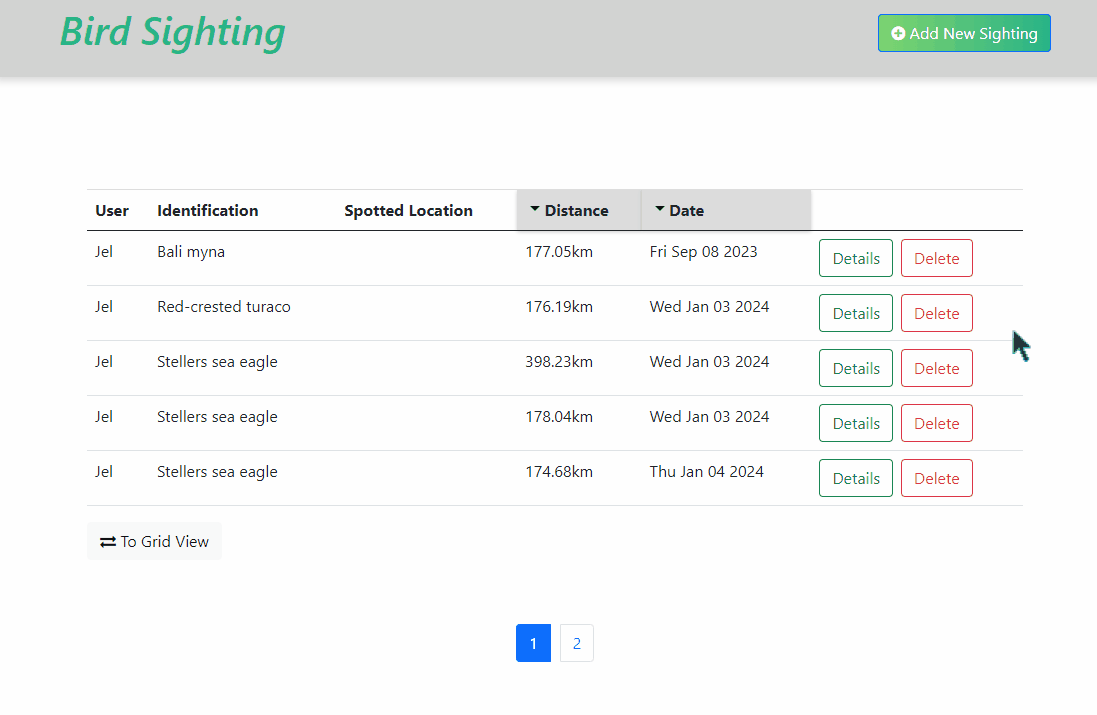 Bird Sighting
Add New Sighting
User Identification Spotted Location Distance Date
Jel Bali myna 177.05km Fri Sep 08 2023 Details Delete
Jel Red-crested turaco 176.19km Wed Jan 03 2024 Details Delete
Jel Stellers sea eagle 398.23km Wed Jan 03 2024 Details Delete
Jel Stellers sea eagle 178.04km Wed Jan 03 2024 Details Delete
Jel Stellers sea eagle 174.68km Thu Jan 04 2024 Details Delete
To Grid View
1 2